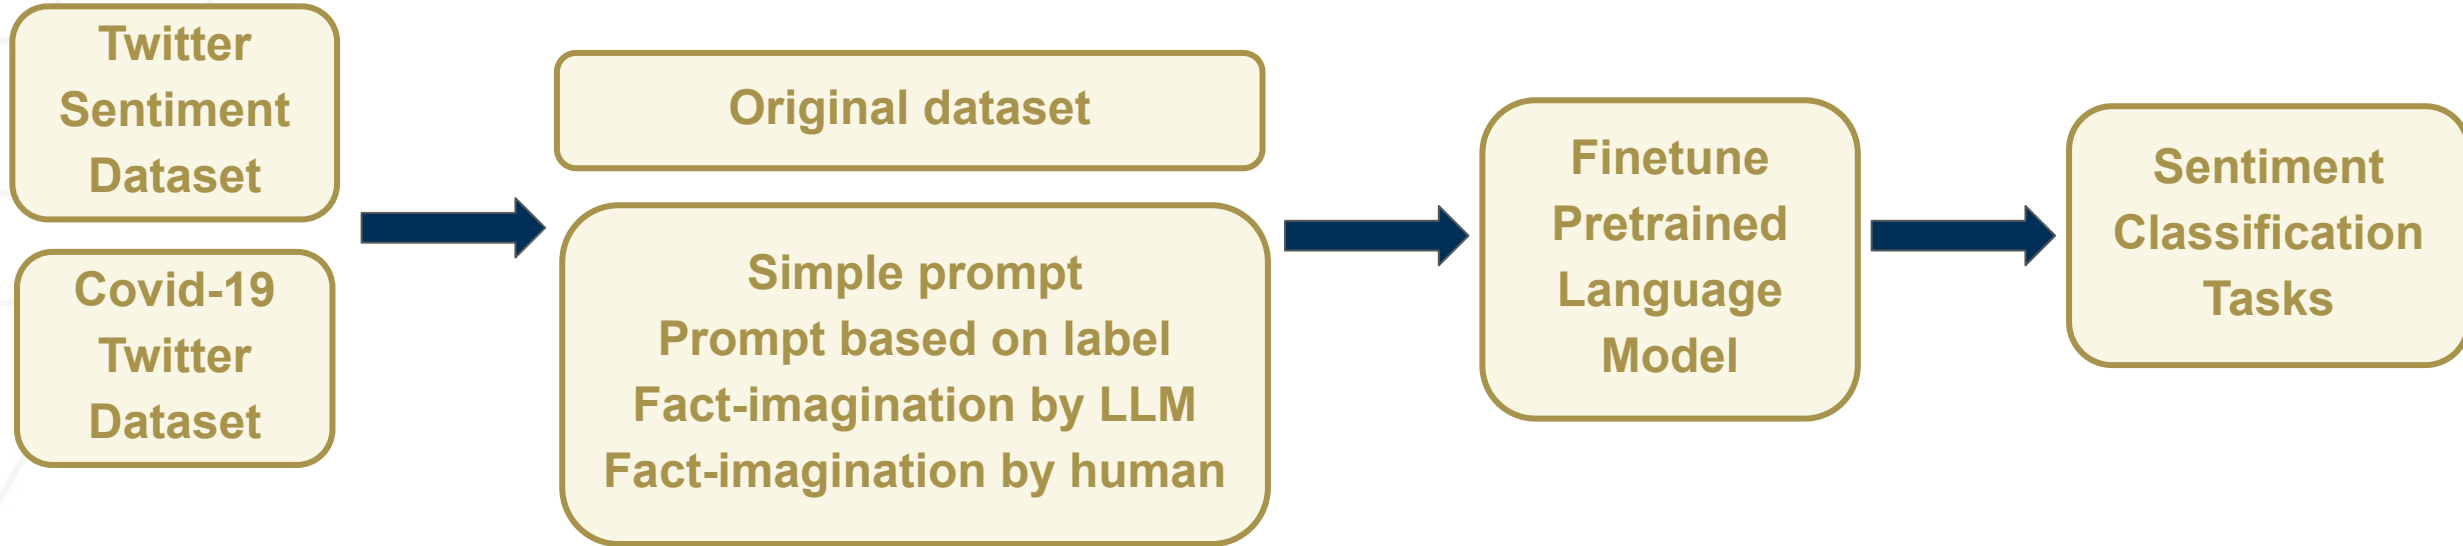 Twitter
Sentiment
Dataset
Covid-19
Twitter
Dataset
Original dataset
Simple prompt
Prompt based on label
Fact-imagination by LLM
Fact-imagination by human
Finetune
Pretrained
Language
Model
Sentiment
Classification
Tasks